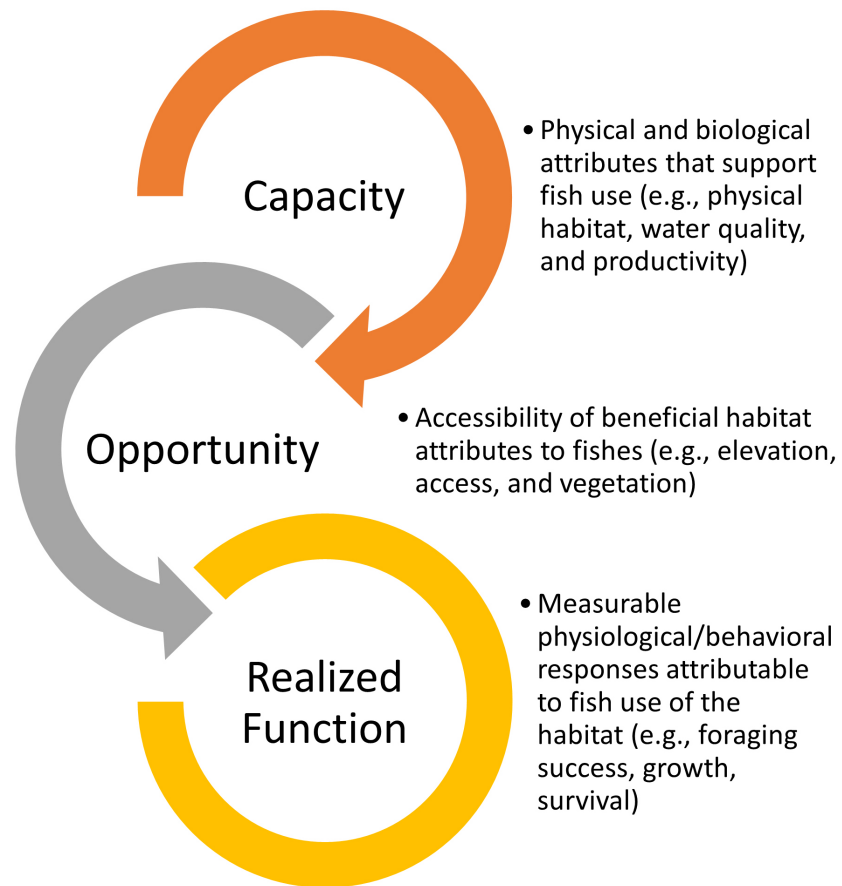 Capacity
• Physical and biological
attributes that support
fish use (e.g., physical
habitat, water quality,
and productivity)
Opportunity
• Accessibility of beneficial habitat
attributes to fishes (e.g., elevation,
access, and vegetation)
Realized
Function
• Measurable
physiological/behavioral
responses attributable
to fish use of the
habitat (e.g., foraging
success, growth,
survival)